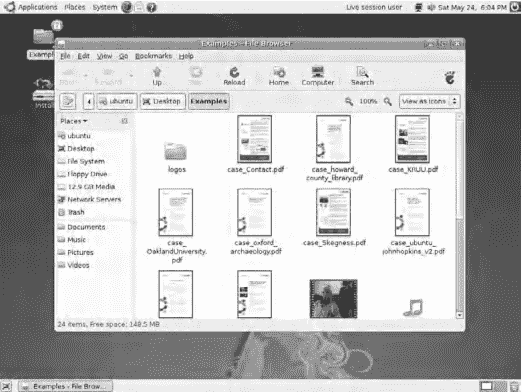 Applications Places System
Live session user Sat May 24, 6:04 PM
Examples - File Browser
File Edit View Go Bookmarks Help
Up Reload Home Computer Search
ubuntu Desktop Examples 100% View as Icons
Places
ubuntu
Desktop
File System
Floppy Drive
12.9 GB Media
Network Servers
Trash
Documents
Music
Pictures
Videos
logos
case_Contact.pdf
case_howard_
county_library.pdf
case_KRUU.pdf
case_
OaklandUniversity.
pdf
case_oxford_
archaeology.pdf
case_Skegness.pdf
case_ubuntu_
johnhopkins_v2.pdf
24 items, Free space: 149.5 MB
Examples - File Brow...